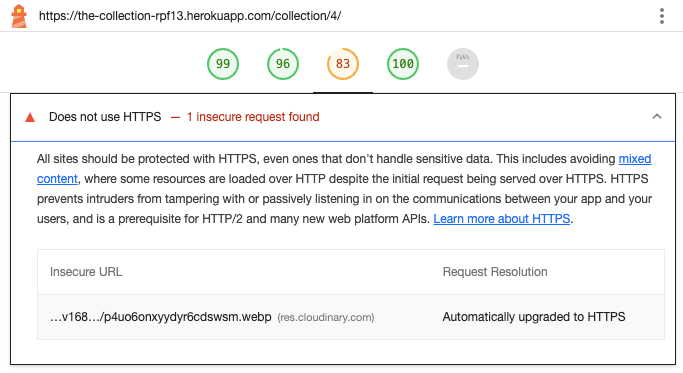 https://the-collection-rpf13.herokuapp.com/collection/4/
99 96 83 100 PWA
Does not use HTTPS — 1 insecure request found
All sites should be protected with HTTPS, even ones that don't handle sensitive data. This includes avoiding mixed
content, where some resources are loaded over HTTP despite the initial request being served over HTTPS. HTTPS
prevents intruders from tampering with or passively listening in on the communications between your app and your
users, and is a prerequisite for HTTP/2 and many new web platform APIs. Learn more about HTTPS.
Insecure URL Request Resolution
…v168…/p4uo6onxyydyr6cdswsm.webp (res.cloudinary.com) Automatically upgraded to HTTPS